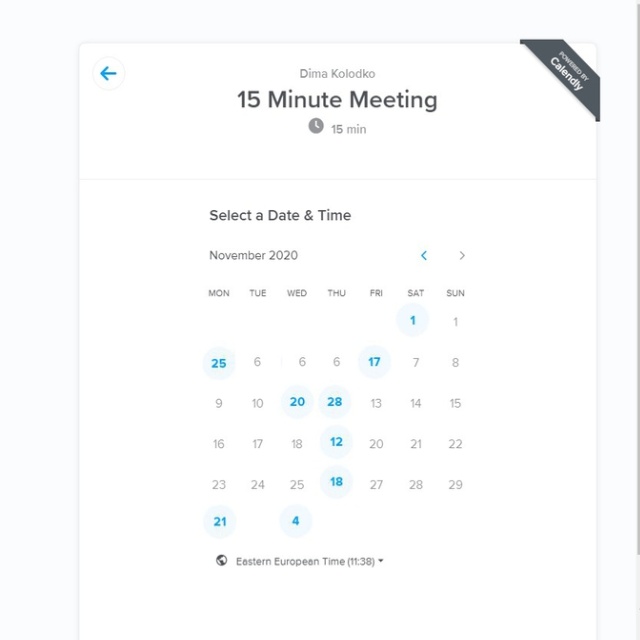 POWERED BY
Calendly
Dima Kolodko
15 Minute Meeting
15 min
Select a Date & Time
November 2020
MON TUE WED THU FRI SAT SUN
1 1
25 6 6 6 17 7 8
9 10 20 28 13 14 15
16 17 18 12 20 21 22
23 24 25 18 27 28 29
21 4
Eastern European Time (11:38)